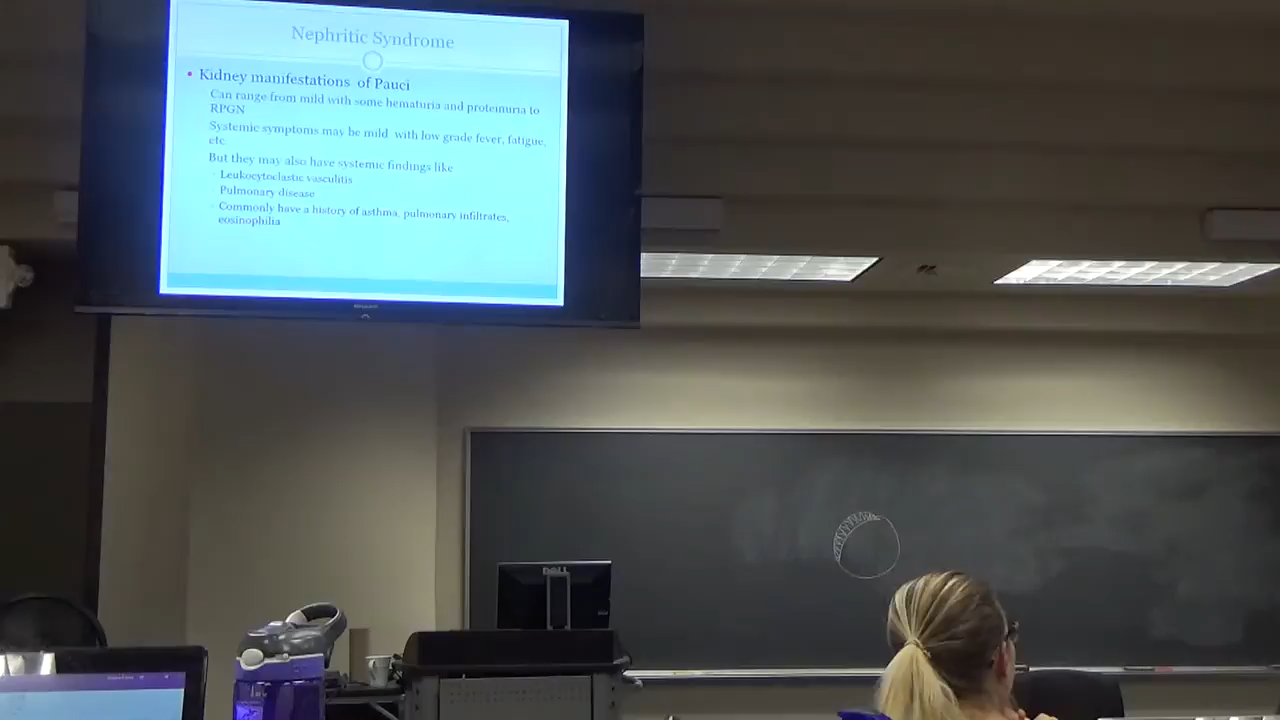 Nephritic Syndrome
• Kidney manifestations of Pauci
Can range from mild with some hematuria and proteinuria to
RPGN
Systemic symptoms may be mild with low grade fever, fatigue,
etc
But they may also have systemic findings like
Leukocytoclastic vasculitis
Pulmonary disease
Commonly have a history of asthma, pulmonary infiltrates,
eosinophilia
DELL